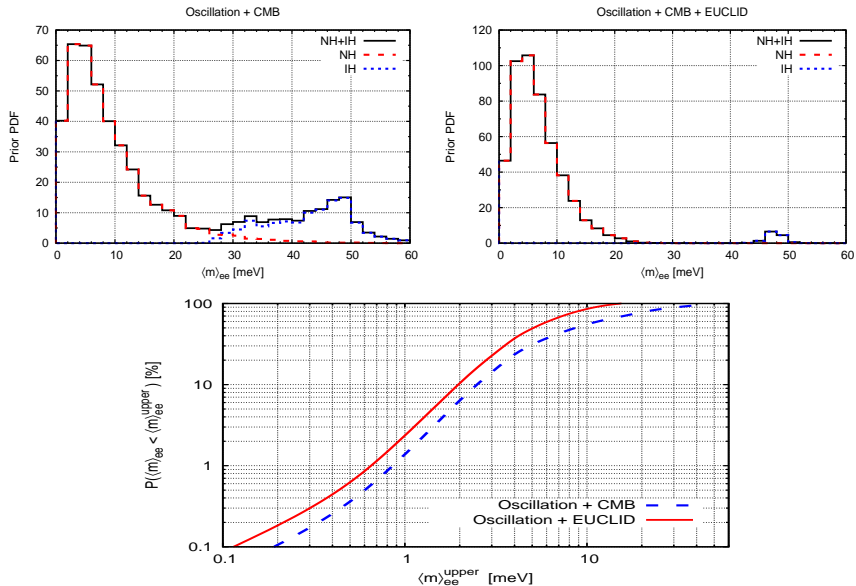 Oscillation + CMB
Prior PDF
70
60
50
40
30
20
10
0
NH+IH
NH
IH
0 10 20 30 40 50 60
⟨m⟩ee [meV]
Oscillation + CMB + EUCLID
Prior PDF
120
100
80
60
40
20
0
NH+IH
NH
IH
0 10 20 30 40 50 60
⟨m⟩ee [meV]
P(⟨m⟩ee < ⟨m⟩ee^upper) [%]
100
10
1
0.1
Oscillation + CMB
Oscillation + EUCLID
0.1 1 10
⟨m⟩ee^upper [meV]